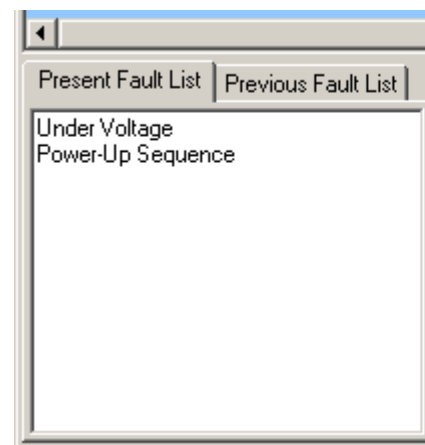 Present Fault List Previous Fault List
Under Voltage
Power-Up Sequence